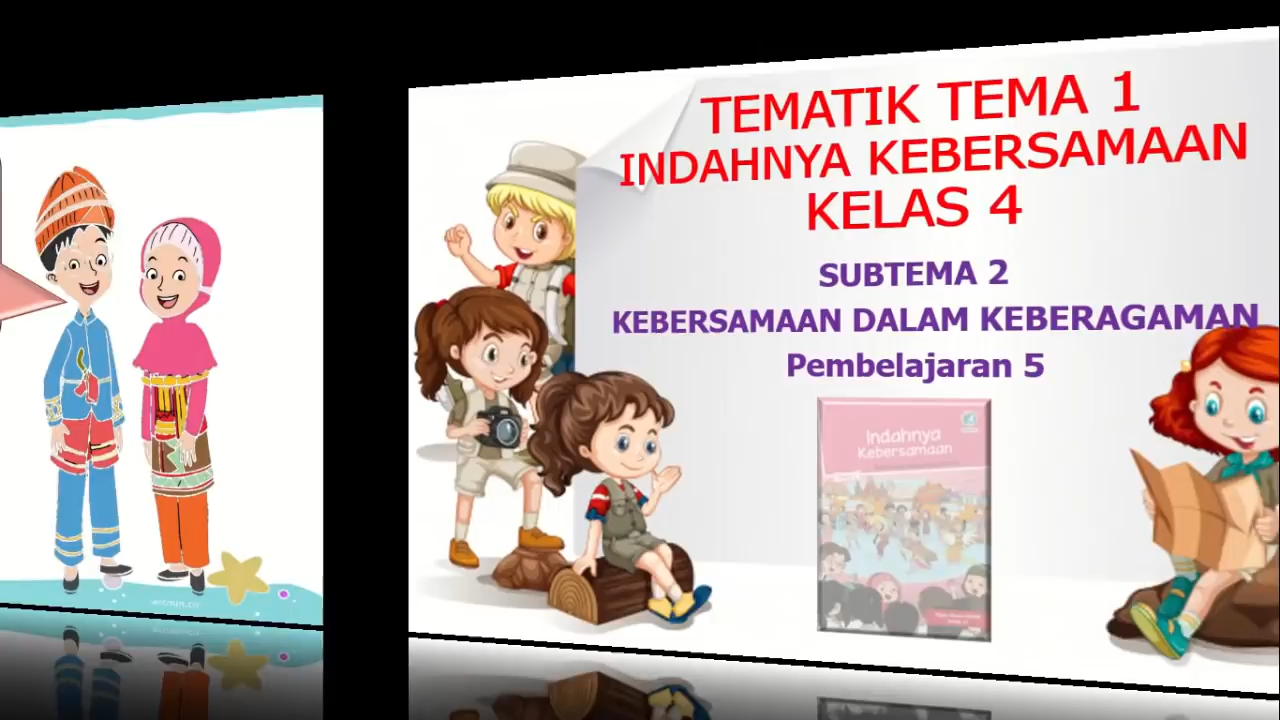 TEMATIK TEMA 1
INDAHNYA KEBERSAMAAN
KELAS 4
SUBTEMA 2
KEBERSAMAAN DALAM KEBERAGAMAN
Pembelajaran 5
Indahnya
Kebersamaan